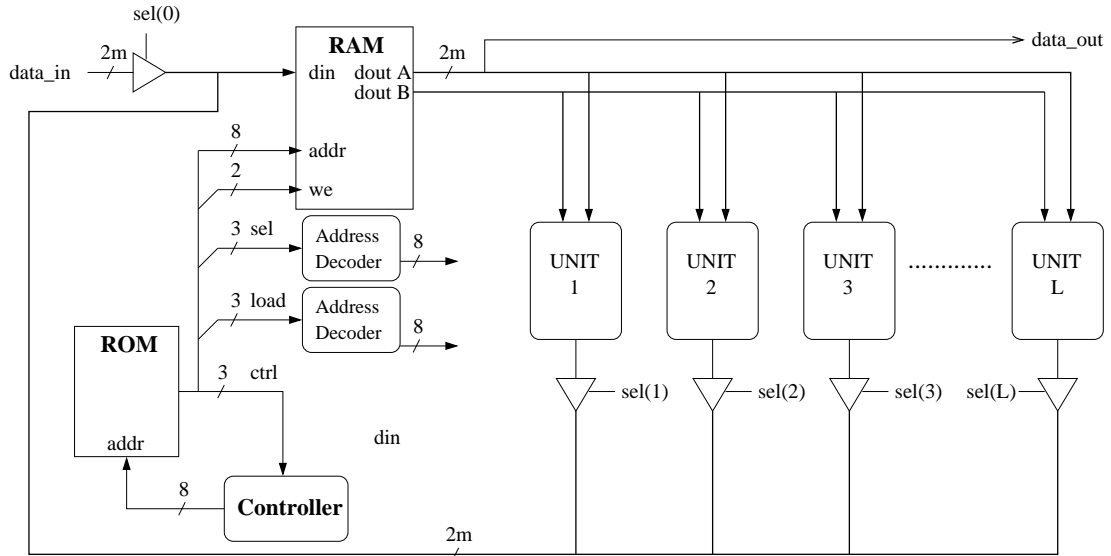 sel(0)
data_in
2m
RAM
din
dout A
dout B
2m
data_out
8
addr
2
we
3 sel
Address
Decoder
8
3 load
Address
Decoder
8
UNIT
1
UNIT
2
UNIT
3
.............
UNIT
L
ROM
3 ctrl
addr
sel(1)
sel(2)
sel(3)
sel(L)
din
8
Controller
2m